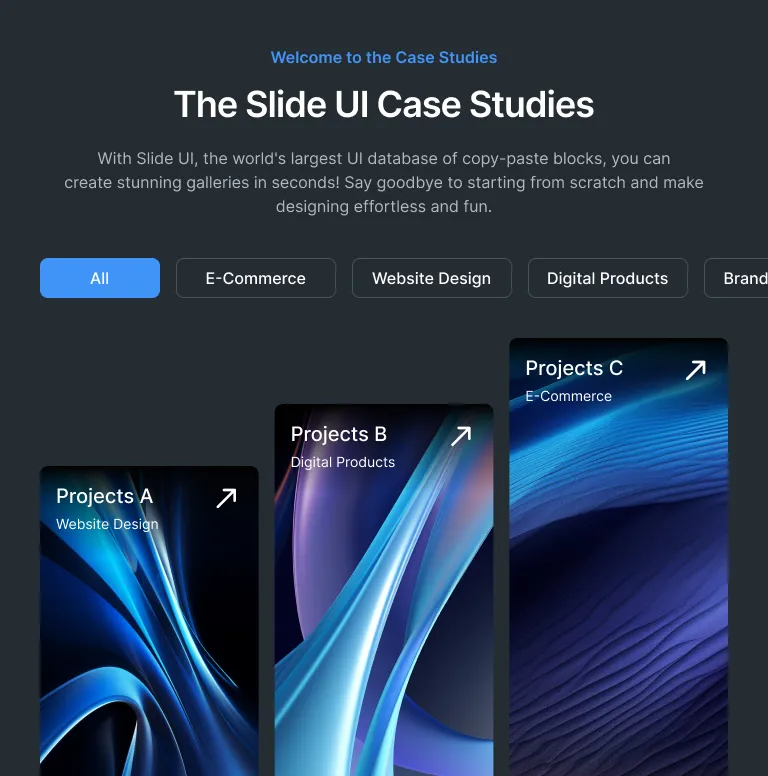 Welcome to the Case Studies
The Slide UI Case Studies
With Slide UI, the world's largest UI database of copy-paste blocks, you can
create stunning galleries in seconds! Say goodbye to starting from scratch and make
designing effortless and fun.
All
E-Commerce
Website Design
Digital Products
Brand
Projects C
E-Commerce
Projects B
Digital Products
Projects A
Website Design